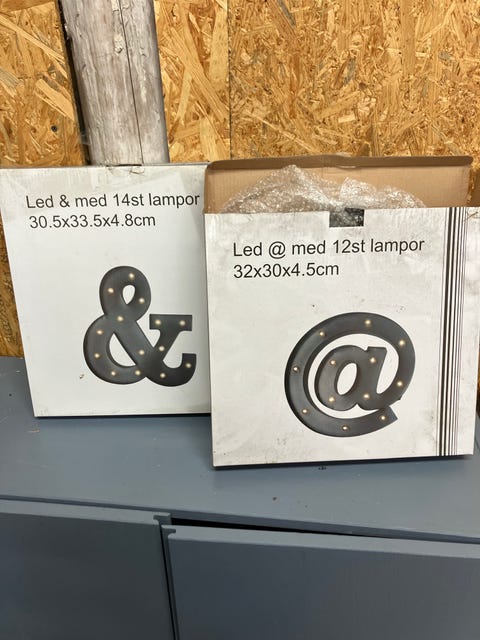 Led & med 14st lampor
30.5x33.5x4.8cm
&
Led @ med 12st lampor
32x30x4.5cm
@